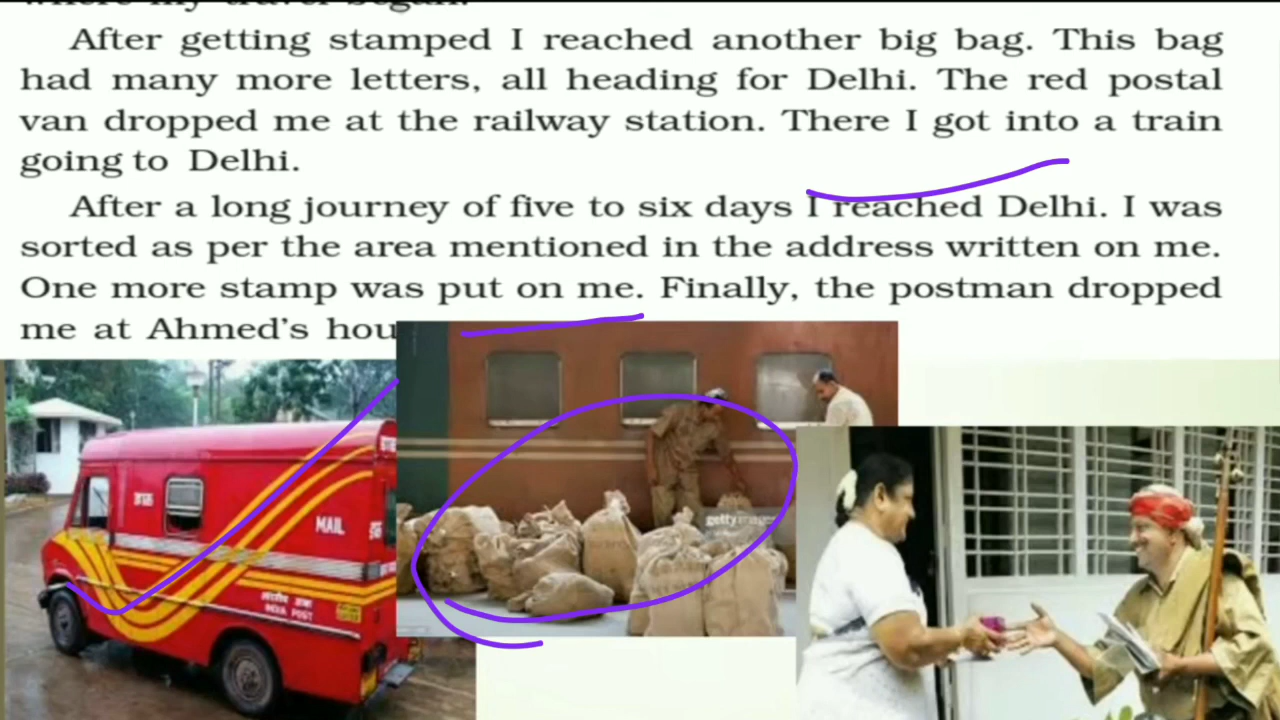 After getting stamped I reached another big bag. This bag
had many more letters, all heading for Delhi. The red postal
van dropped me at the railway station. There I got into a train
going to Delhi.
After a long journey of five to six days I reached Delhi. I was
sorted as per the area mentioned in the address written on me.
One more stamp was put on me. Finally, the postman dropped
me at Ahmed's hou
डाक
MAIL
भारतीय डाक
INDIA POST
gettyimages